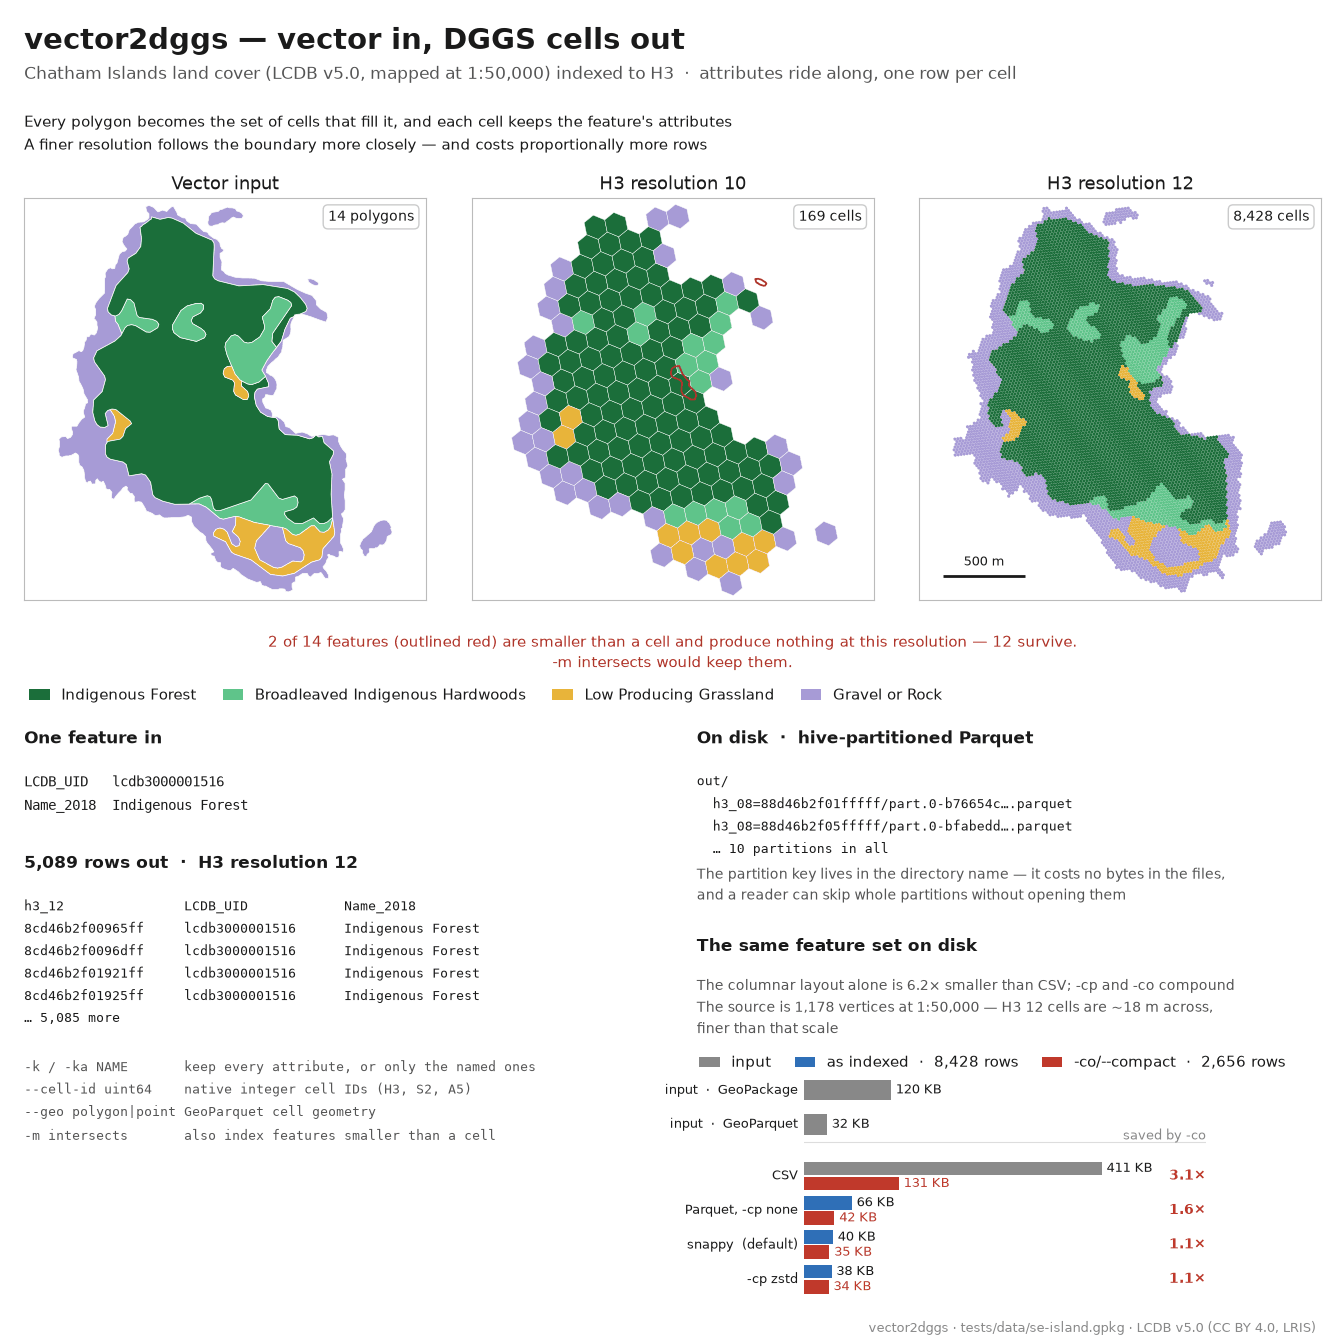 vector2dggs — vector in, DGGS cells out
Chatham Islands land cover (LCDB v5.0, mapped at 1:50,000) indexed to H3 · attributes ride along, one row per cell
Every polygon becomes the set of cells that fill it, and each cell keeps the feature's attributes
A finer resolution follows the boundary more closely — and costs proportionally more rows
Vector input
14 polygons
H3 resolution 10
169 cells
H3 resolution 12
8,428 cells
500 m
2 of 14 features (outlined red) are smaller than a cell and produce nothing at this resolution — 12 survive.
-m intersects would keep them.
Indigenous Forest
Broadleaved Indigenous Hardwoods
Low Producing Grassland
Gravel or Rock
One feature in
LCDB_UID lcdb3000001516
Name_2018 Indigenous Forest
5,089 rows out · H3 resolution 12
h3_12 LCDB_UID Name_2018
8cd46b2f00965ff lcdb3000001516 Indigenous Forest
8cd46b2f0096dff lcdb3000001516 Indigenous Forest
8cd46b2f01921ff lcdb3000001516 Indigenous Forest
8cd46b2f01925ff lcdb3000001516 Indigenous Forest
… 5,085 more
-k / -ka NAME keep every attribute, or only the named ones
--cell-id uint64 native integer cell IDs (H3, S2, A5)
--geo polygon|point GeoParquet cell geometry
-m intersects also index features smaller than a cell
On disk · hive-partitioned Parquet
out/
h3_08=88d46b2f01fffff/part.0-b76654c….parquet
h3_08=88d46b2f05fffff/part.0-bfabedd….parquet
… 10 partitions in all
The partition key lives in the directory name — it costs no bytes in the files,
and a reader can skip whole partitions without opening them
The same feature set on disk
The columnar layout alone is 6.2× smaller than CSV; -cp and -co compound
The source is 1,178 vertices at 1:50,000 — H3 12 cells are ~18 m across,
finer than that scale
input
as indexed · 8,428 rows
-co/--compact · 2,656 rows
input · GeoPackage 120 KB
input · GeoParquet 32 KB
saved by -co
CSV 411 KB 131 KB 3.1×
Parquet, -cp none 66 KB 42 KB 1.6×
snappy (default) 40 KB 35 KB 1.1×
-cp zstd 38 KB 34 KB 1.1×
vector2dggs · tests/data/se-island.gpkg · LCDB v5.0 (CC BY 4.0, LRIS)